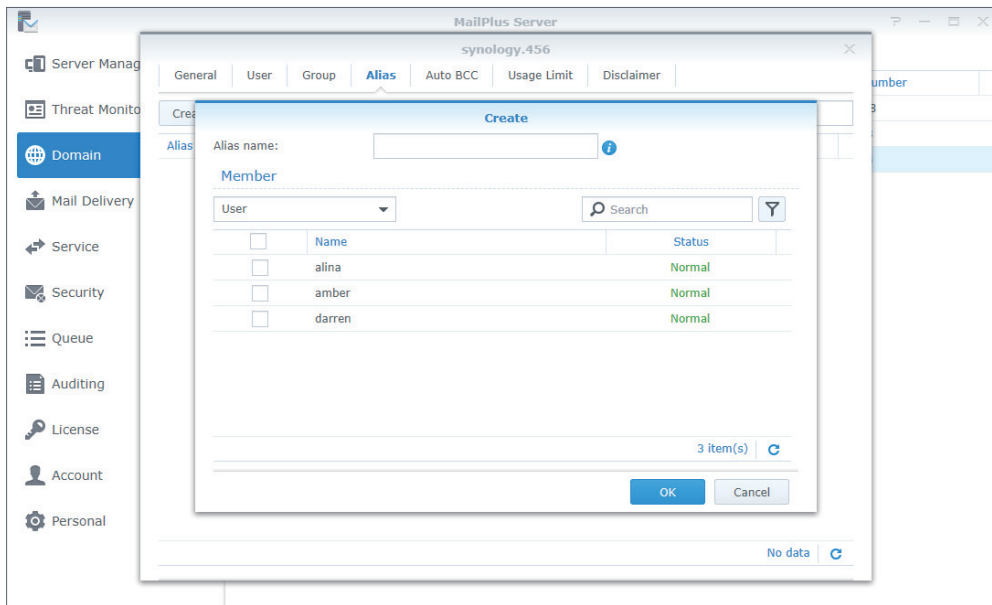 MailPlus Server
synology.456
Server Manag
General User Group Alias Auto BCC Usage Limit Disclaimer
umber
Threat Monito
Crea
Create
Alias
Alias name:
Domain
Member
Mail Delivery
User
Search
Name Status
Service
alina Normal
Security
amber Normal
darren Normal
Queue
Auditing
License
3 item(s)
Account
OK Cancel
Personal
No data